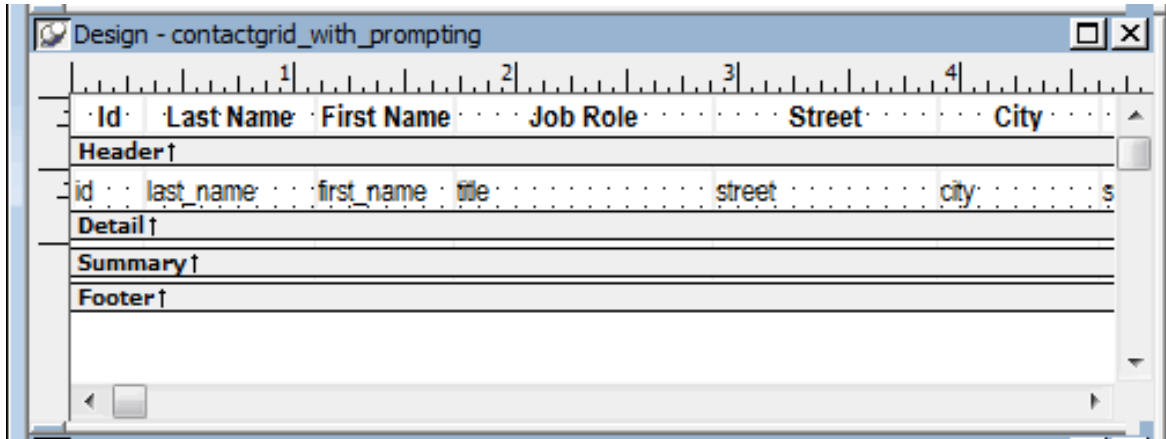 Design - contactgrid_with_prompting
1 2 3 4
Id Last Name First Name Job Role Street City
Header↑
id last_name first_name title street city s
Detail↑
Summary↑
Footer↑